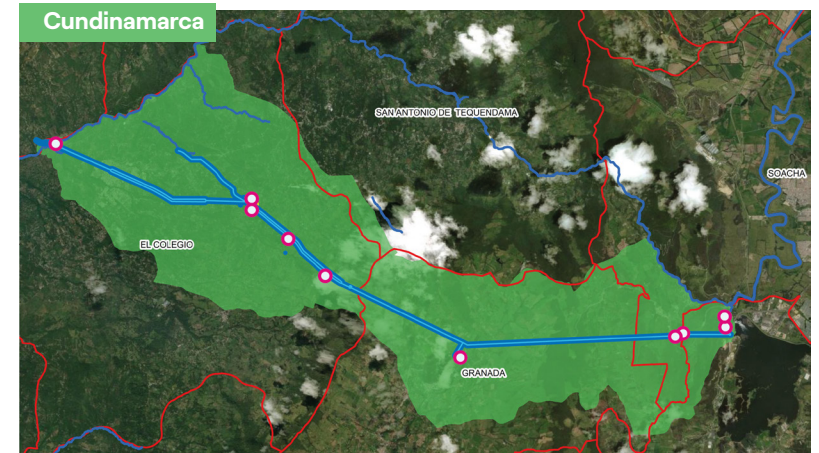 Cundinamarca
SAN ANTONIO DE TEQUENDAMA
SOACHA
EL COLEGIO
GRANADA